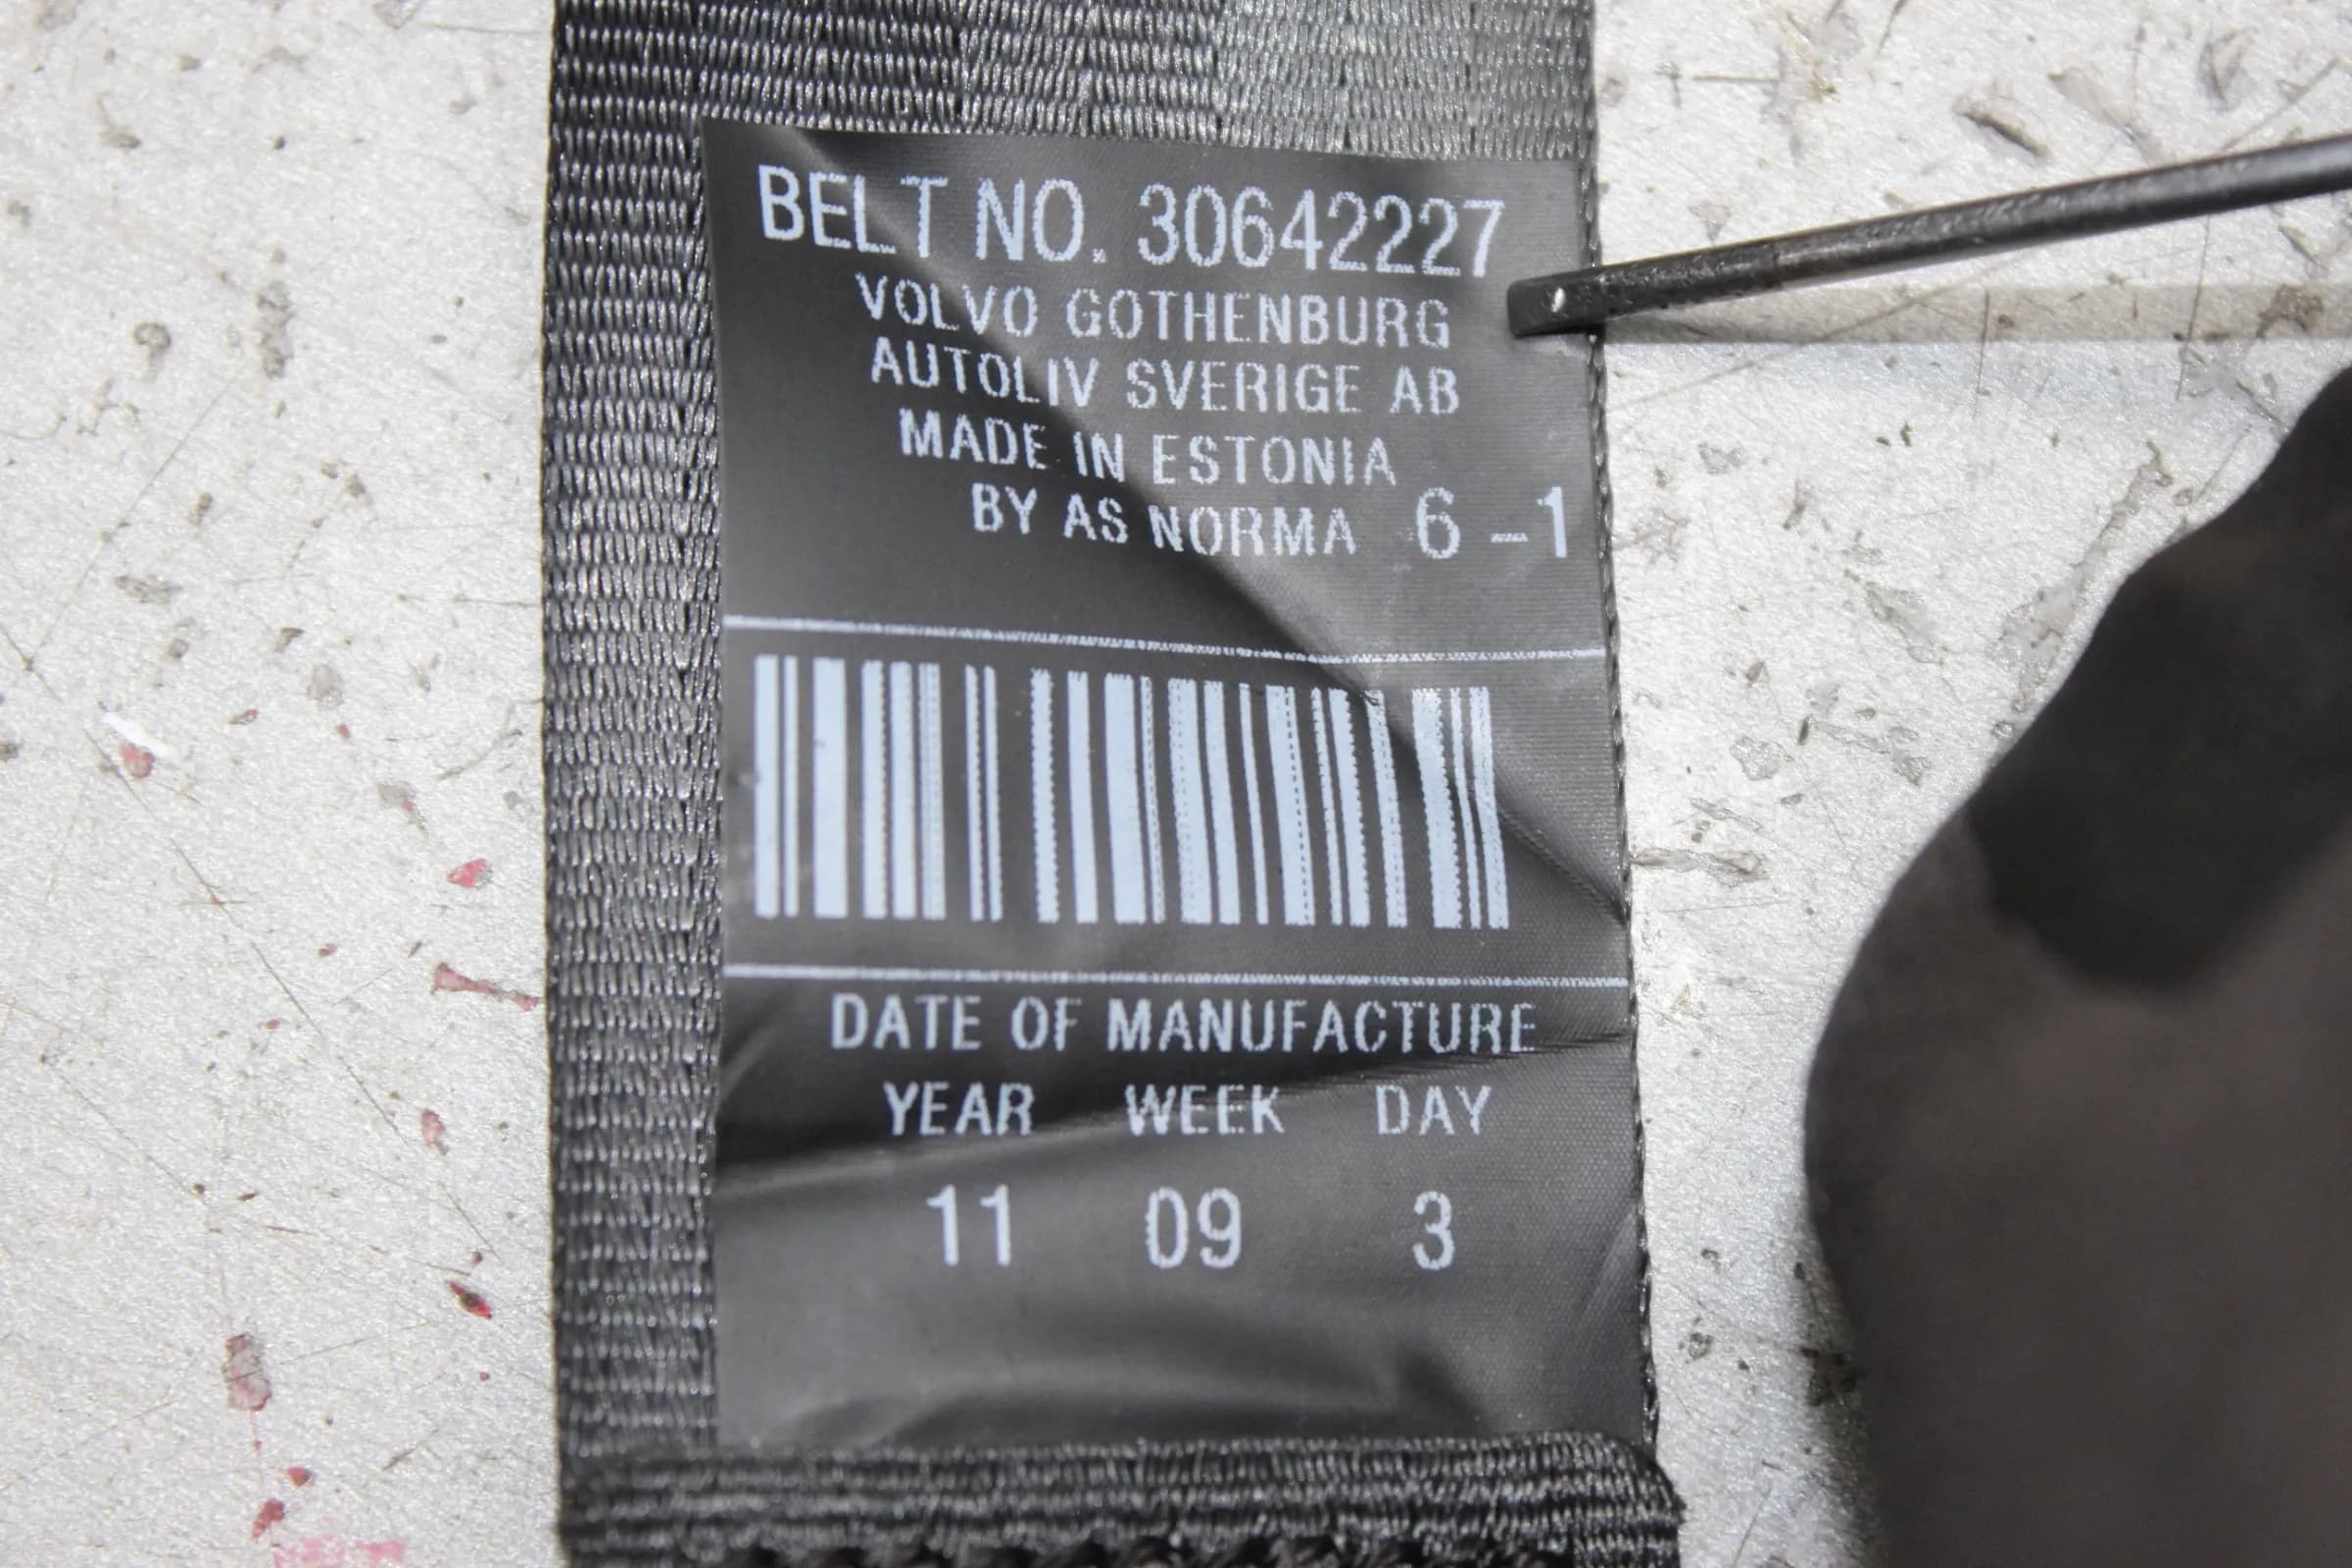 BELT NO. 30642227
VOLVO GOTHENBURG
AUTOLIV SVERIGE AB
MADE IN ESTONIA
BY AS NORMA 6 -1
DATE OF MANUFACTURE
YEAR WEEK DAY
11 09 3